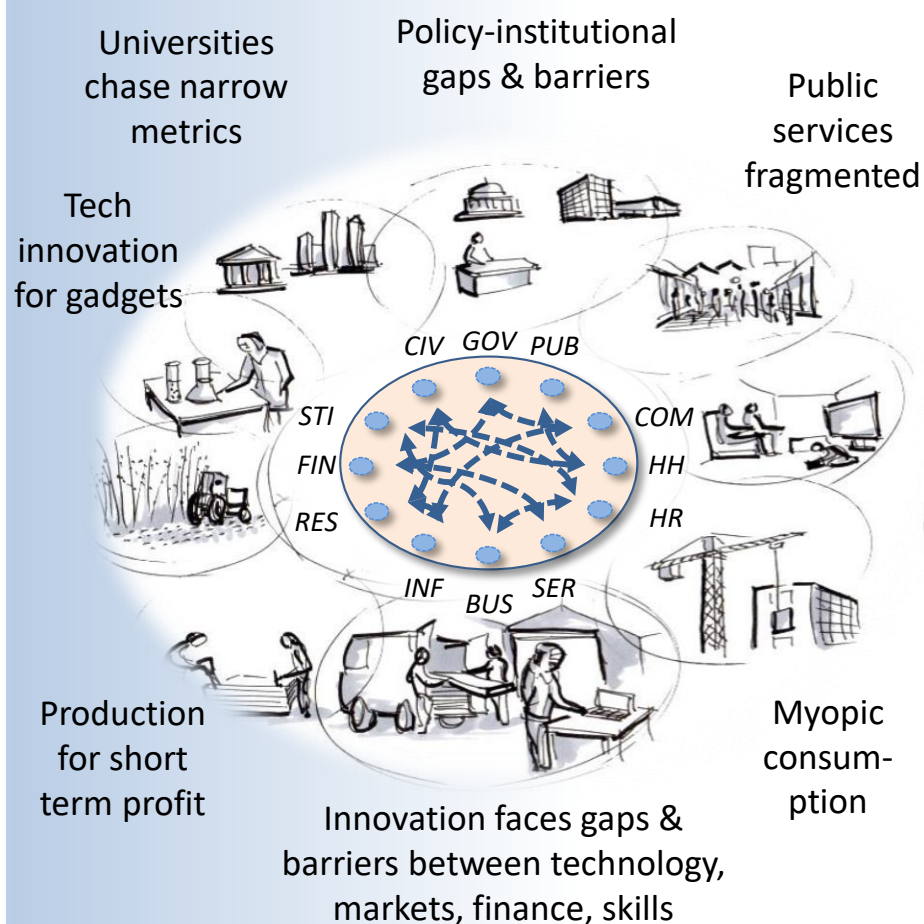 Universities
chase narrow
metrics
Policy-institutional
gaps & barriers
Public
services
fragmented
Tech
innovation
for gadgets
CIV
GOV
PUB
STI
COM
FIN
HH
RES
HR
INF
BUS
SER
Production
for short
term profit
Myopic
consum-
ption
Innovation faces gaps &
barriers between technology,
markets, finance, skills